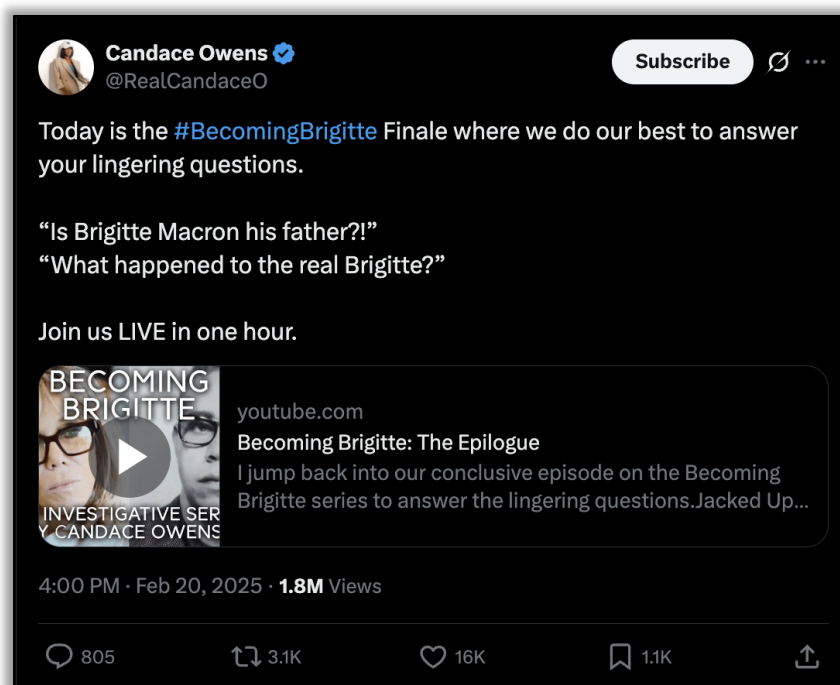 Candace Owens
@RealCandaceO
Subscribe
Today is the #BecomingBrigitte Finale where we do our best to answer
your lingering questions.
“Is Brigitte Macron his father?!”
“What happened to the real Brigitte?”
Join us LIVE in one hour.
BECOMING
BRIGITTE
INVESTIGATIVE SER
Y CANDACE OWENS
youtube.com
Becoming Brigitte: The Epilogue
I jump back into our conclusive episode on the Becoming
Brigitte series to answer the lingering questions.Jacked Up...
4:00 PM · Feb 20, 2025 · 1.8M Views
805
3.1K
16K
1.1K